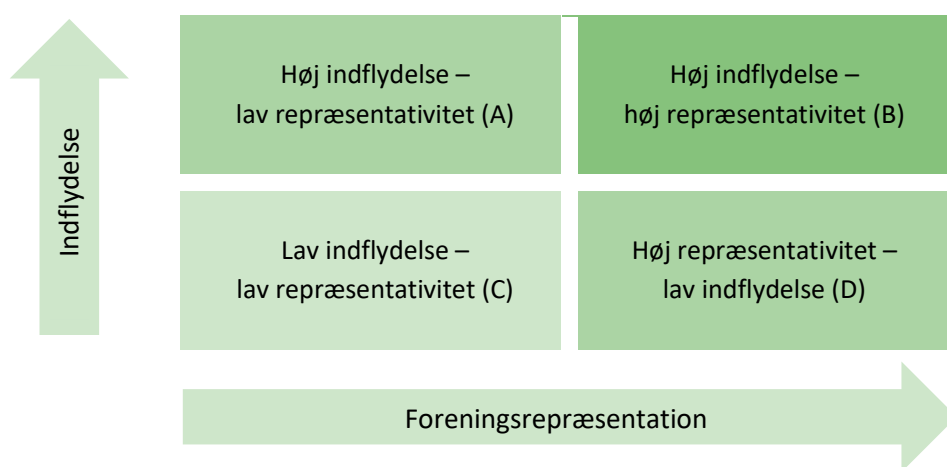 Indflydelse
Høj indflydelse –
lav repræsentativitet (A)
Høj indflydelse –
høj repræsentativitet (B)
Lav indflydelse –
lav repræsentativitet (C)
Høj repræsentativitet –
lav indflydelse (D)
Foreningsrepræsentation